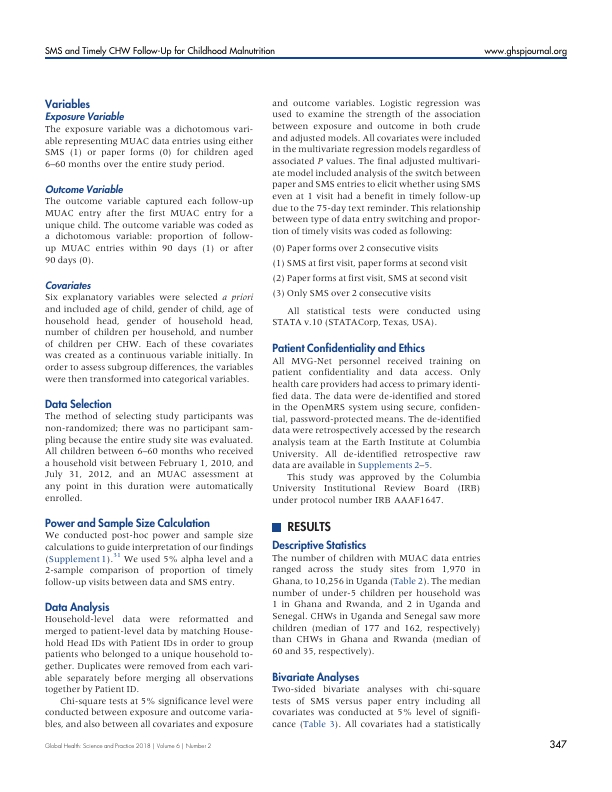 SMS and Timely CHW Follow-Up for Childhood Malnutrition
www.ghspjournal.org
Variables
Exposure Variable
The exposure variable was a dichotomous vari-
able representing MUAC data entries using either
SMS (1) or paper forms (0) for children aged
6–60 months over the entire study period.
Outcome Variable
The outcome variable captured each follow-up
MUAC entry after the first MUAC entry for a
unique child. The outcome variable was coded as
a dichotomous variable: proportion of follow-
up MUAC entries within 90 days (1) or after
90 days (0).
Covariates
Six explanatory variables were selected a priori
and included age of child, gender of child, age of
household head, gender of household head,
number of children per household, and number
of children per CHW. Each of these covariates
was created as a continuous variable initially. In
order to assess subgroup differences, the variables
were then transformed into categorical variables.
Data Selection
The method of selecting study participants was
non-randomized; there was no participant sam-
pling because the entire study site was evaluated.
All children between 6–60 months who received
a household visit between February 1, 2010, and
July 31, 2012, and an MUAC assessment at
any point in this duration were automatically
enrolled.
Power and Sample Size Calculation
We conducted post-hoc power and sample size
calculations to guide interpretation of our findings
(Supplement 1).31 We used 5% alpha level and a
2-sample comparison of proportion of timely
follow-up visits between data and SMS entry.
Data Analysis
Household-level data were reformatted and
merged to patient-level data by matching House-
hold Head IDs with Patient IDs in order to group
patients who belonged to a unique household to-
gether. Duplicates were removed from each vari-
able separately before merging all observations
together by Patient ID.
Chi-square tests at 5% significance level were
conducted between exposure and outcome varia-
bles, and also between all covariates and exposure
and outcome variables. Logistic regression was
used to examine the strength of the association
between exposure and outcome in both crude
and adjusted models. All covariates were included
in the multivariate regression models regardless of
associated P values. The final adjusted multivari-
ate model included analysis of the switch between
paper and SMS entries to elicit whether using SMS
even at 1 visit had a benefit in timely follow-up
due to the 75-day text reminder. This relationship
between type of data entry switching and propor-
tion of timely visits was coded as following:
(0) Paper forms over 2 consecutive visits
(1) SMS at first visit, paper forms at second visit
(2) Paper forms at first visit, SMS at second visit
(3) Only SMS over 2 consecutive visits
All statistical tests were conducted using
STATA v.10 (STATACorp, Texas, USA).
Patient Confidentiality and Ethics
All MVG-Net personnel received training on
patient confidentiality and data access. Only
health care providers had access to primary identi-
fied data. The data were de-identified and stored
in the OpenMRS system using secure, confiden-
tial, password-protected means. The de-identified
data were retrospectively accessed by the research
analysis team at the Earth Institute at Columbia
University. All de-identified retrospective raw
data are available in Supplements 2–5.
This study was approved by the Columbia
University Institutional Review Board (IRB)
under protocol number IRB AAAF1647.
RESULTS
Descriptive Statistics
The number of children with MUAC data entries
ranged across the study sites from 1,970 in
Ghana, to 10,256 in Uganda (Table 2). The median
number of under-5 children per household was
1 in Ghana and Rwanda, and 2 in Uganda and
Senegal. CHWs in Uganda and Senegal saw more
children (median of 177 and 162, respectively)
than CHWs in Ghana and Rwanda (median of
60 and 35, respectively).
Bivariate Analyses
Two-sided bivariate analyses with chi-square
tests of SMS versus paper entry including all
covariates was conducted at 5% level of signifi-
cance (Table 3). All covariates had a statistically
Global Health: Science and Practice 2018 | Volume 6 | Number 2
347